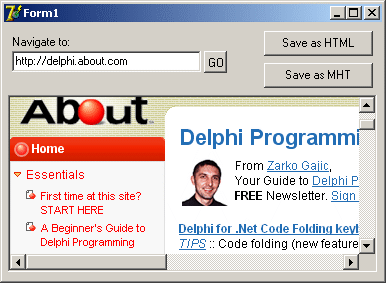 Form1
Navigate to:
http://delphi.about.com
GO
Save as HTML
Save as MHT
About
Home
Essentials
First time at this site?
START HERE
A Beginner's Guide to
Delphi Programming
Delphi Programmi
From Zarko Gajic,
Your Guide to Delphi P
FREE Newsletter. Sign
Delphi for .Net Code Folding keyb
TIPS :: Code folding (new feature